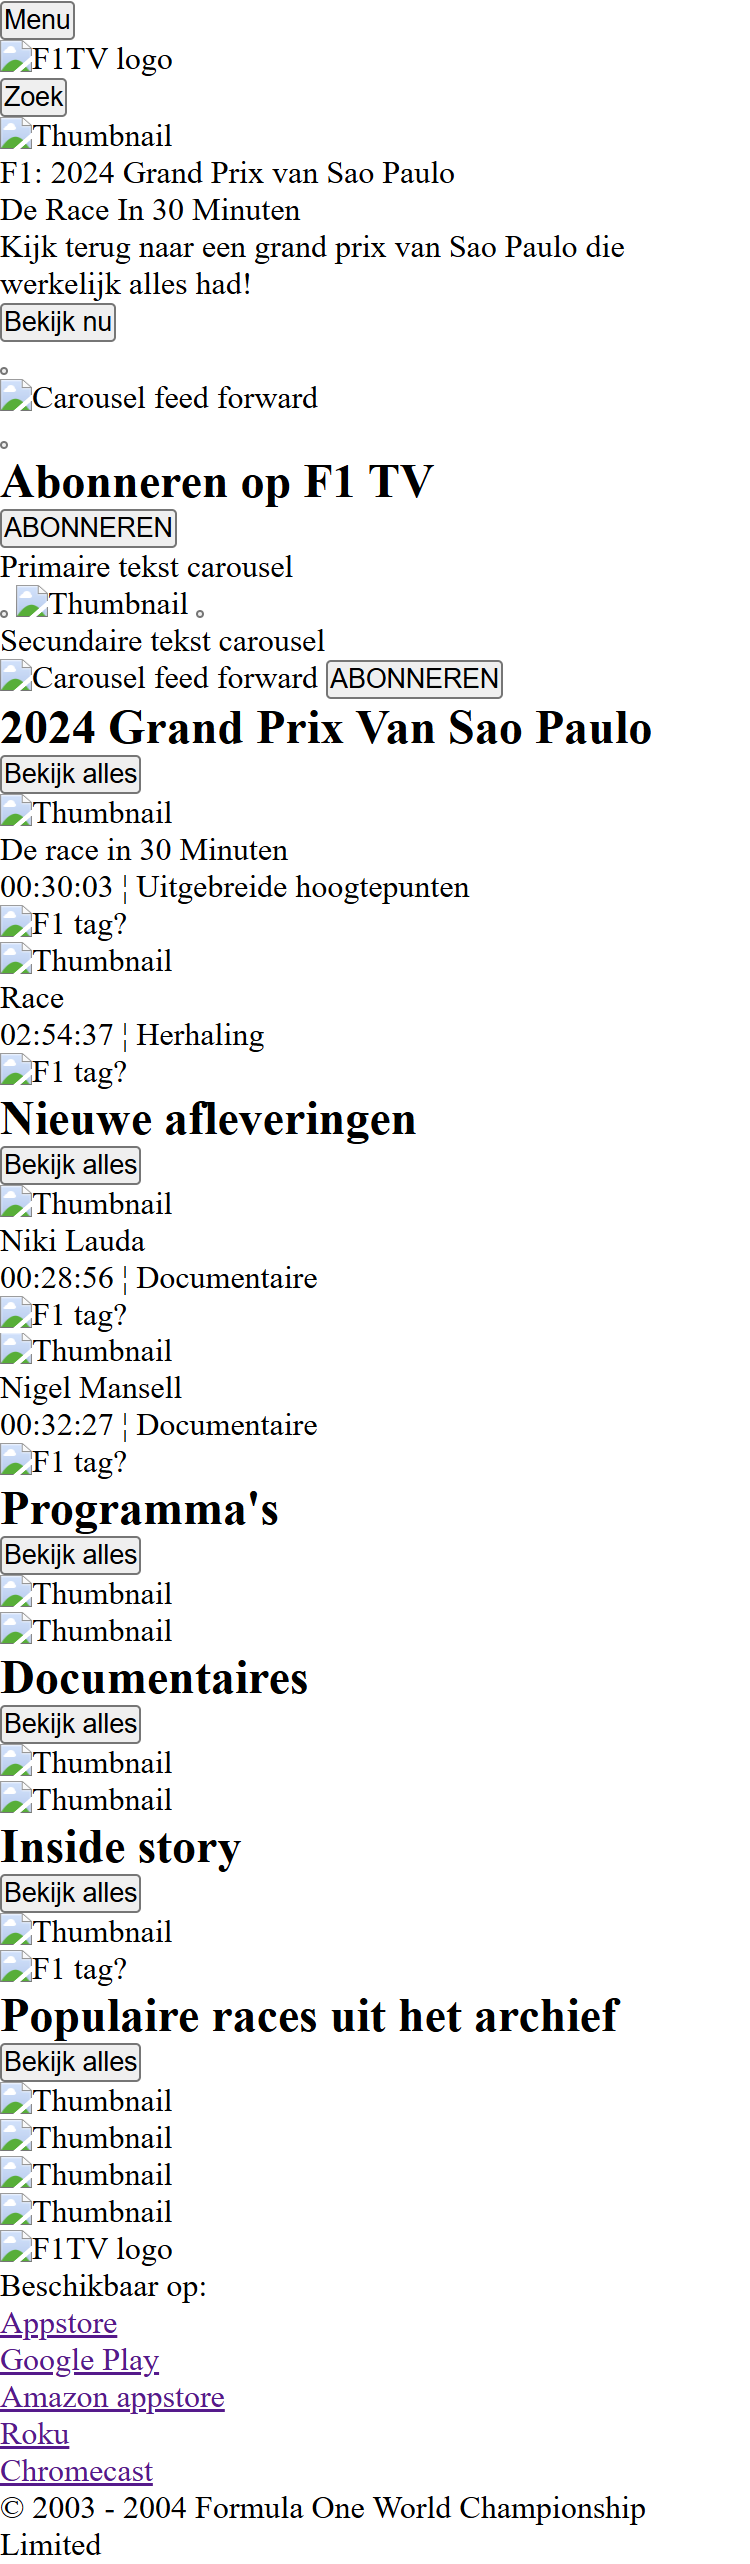 Menu
F1TV logo
Zoek
Thumbnail
F1: 2024 Grand Prix van Sao Paulo
De Race In 30 Minuten
Kijk terug naar een grand prix van Sao Paulo die
werkelijk alles had!
Bekijk nu
Carousel feed forward
Abonneren op F1 TV
ABONNEREN
Primaire tekst carousel
Thumbnail
Secundaire tekst carousel
Carousel feed forward ABONNEREN
2024 Grand Prix Van Sao Paulo
Bekijk alles
Thumbnail
De race in 30 Minuten
00:30:03 ¦ Uitgebreide hoogtepunten
F1 tag?
Thumbnail
Race
02:54:37 ¦ Herhaling
F1 tag?
Nieuwe afleveringen
Bekijk alles
Thumbnail
Niki Lauda
00:28:56 ¦ Documentaire
F1 tag?
Thumbnail
Nigel Mansell
00:32:27 ¦ Documentaire
F1 tag?
Programma's
Bekijk alles
Thumbnail
Thumbnail
Documentaires
Bekijk alles
Thumbnail
Thumbnail
Inside story
Bekijk alles
Thumbnail
F1 tag?
Populaire races uit het archief
Bekijk alles
Thumbnail
Thumbnail
Thumbnail
Thumbnail
F1TV logo
Beschikbaar op:
Appstore
Google Play
Amazon appstore
Roku
Chromecast
© 2003 - 2004 Formula One World Championship
Limited